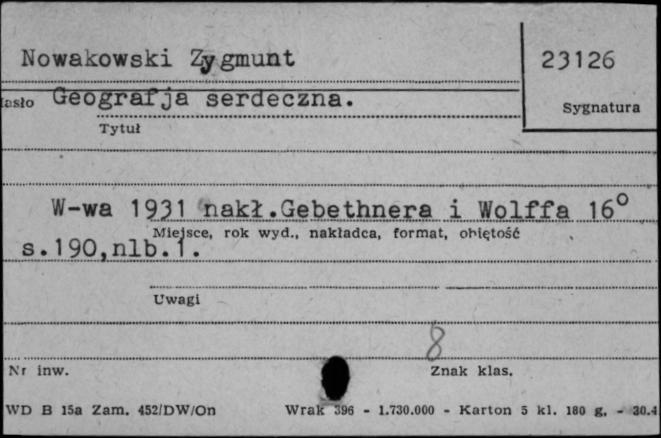 Nowakowski Zygmunt
23126
Hasło Geografja serdeczna.
Sygnatura
Tytuł
W-wa 1931 nakł.Gebethnera i Wolffa 16°
Miejsce, rok wyd., nakładca, format, objętość
s.190,nlb.1.
Uwagi
8
Nr inw.
Znak klas.
WD B 15a Zam. 452/DW/On
Wrak 396 - 1.730.000 - Karton 5 kl. 180 g. - 30.4